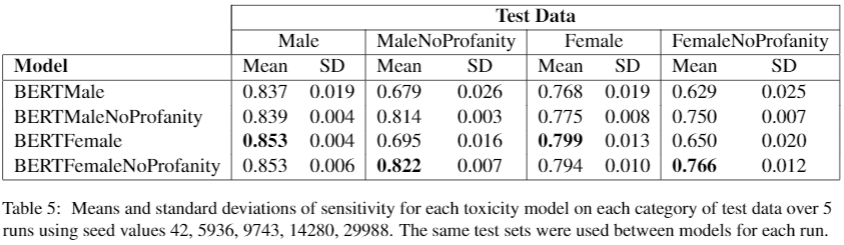 Test Data
Male MaleNoProfanity Female FemaleNoProfanity
Model Mean SD Mean SD Mean SD Mean SD
BERTMale 0.837 0.019 0.679 0.026 0.768 0.019 0.629 0.025
BERTMaleNoProfanity 0.839 0.004 0.814 0.003 0.775 0.008 0.750 0.007
BERTFemale 0.853 0.004 0.695 0.016 0.799 0.013 0.650 0.020
BERTFemaleNoProfanity 0.853 0.006 0.822 0.007 0.794 0.010 0.766 0.012
Table 5: Means and standard deviations of sensitivity for each toxicity model on each category of test data over 5
runs using seed values 42, 5936, 9743, 14280, 29988. The same test sets were used between models for each run.